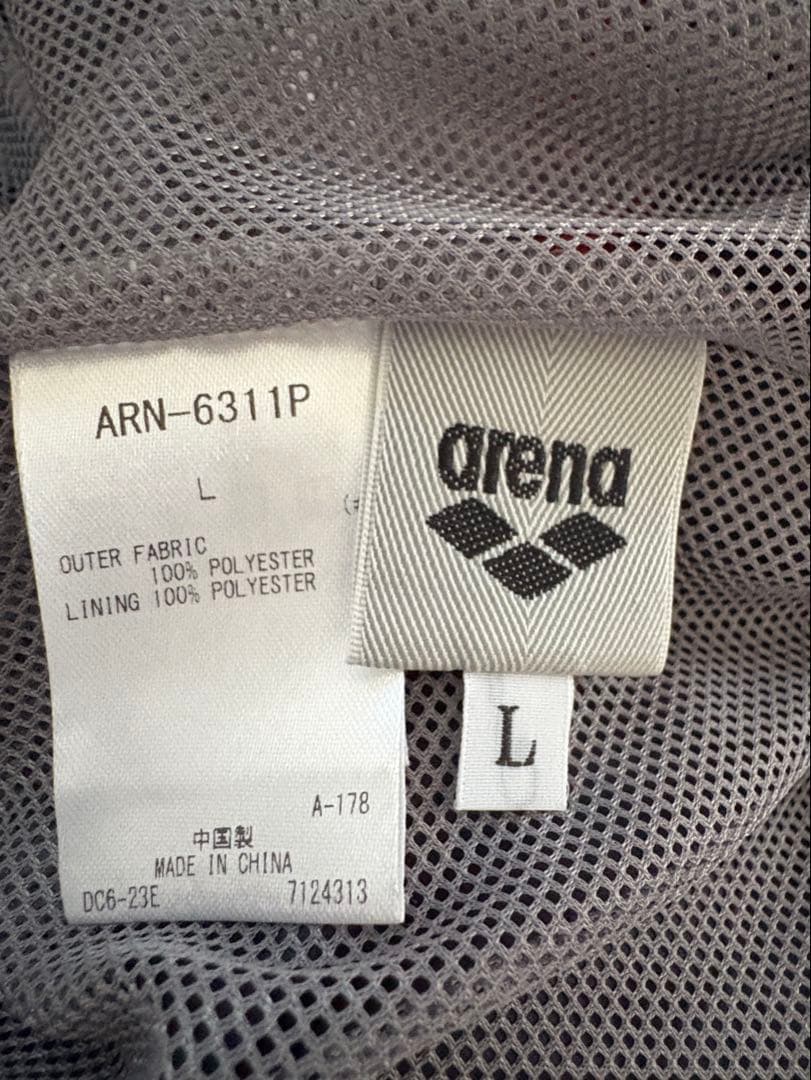 ARN-6311P
L
OUTER FABRIC
100% POLYESTER
LINING 100% POLYESTER
A-178
中国製
MADE IN CHINA
DC6-23E
7124313
arena
L